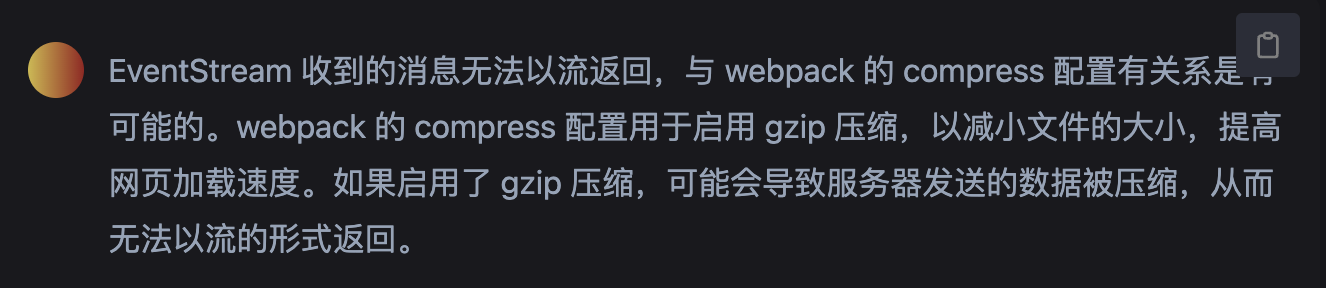 EventStream 收到的消息无法以流返回，与 webpack 的 compress 配置有关系是有
可能的。webpack 的 compress 配置用于启用 gzip 压缩，以减小文件的大小，提高
网页加载速度。如果启用了 gzip 压缩，可能会导致服务器发送的数据被压缩，从而
无法以流的形式返回。